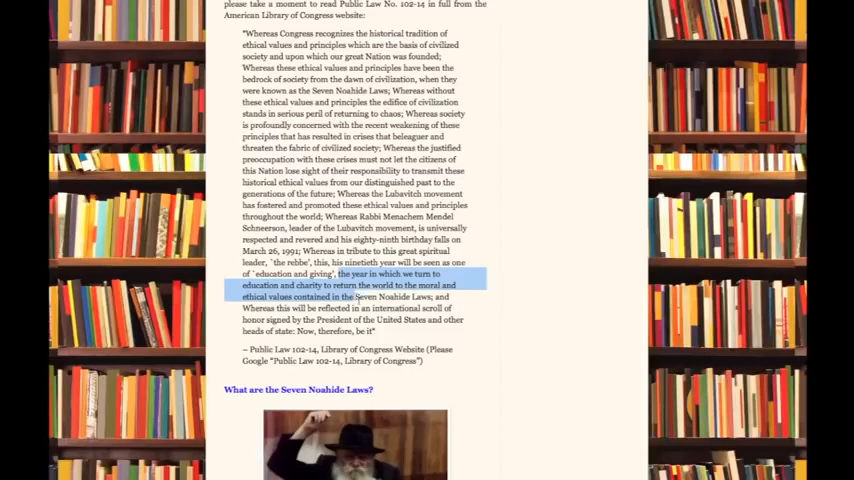 please take a moment to read Public Law No. 102-14 in full from the
American Library of Congress website:
"Whereas Congress recognizes the historical tradition of
ethical values and principles which are the basis of civilized
society and upon which our great Nation was founded;
Whereas these ethical values and principles have been the
bedrock of society from the dawn of civilization, when they
were known as the Seven Noahide Laws; Whereas without
these ethical values and principles the edifice of civilization
stands in serious peril of returning to chaos; Whereas society
is profoundly concerned with the recent weakening of these
principles that has resulted in crises that beleaguer and
threaten the fabric of civilized society; Whereas the justified
preoccupation with these crises must not let the citizens of
this Nation lose sight of their responsibility to transmit these
historical ethical values from our distinguished past to the
generations of the future; Whereas the Lubavitch movement
has fostered and promoted these ethical values and principles
throughout the world; Whereas Rabbi Menachem Mendel
Schneerson, leader of the Lubavitch movement, is universally
respected and revered and his eighty-ninth birthday falls on
March 26, 1991; Whereas in tribute to this great spiritual
leader, `the rebbe', this, his ninetieth year will be seen as one
of `education and giving', the year in which we turn to
education and charity to return the world to the moral and
ethical values contained in the Seven Noahide Laws; and
Whereas this will be reflected in an international scroll of
honor signed by the President of the United States and other
heads of state: Now, therefore, be it"
– Public Law 102-14, Library of Congress Website (Please
Google "Public Law 102-14, Library of Congress")
What are the Seven Noahide Laws?